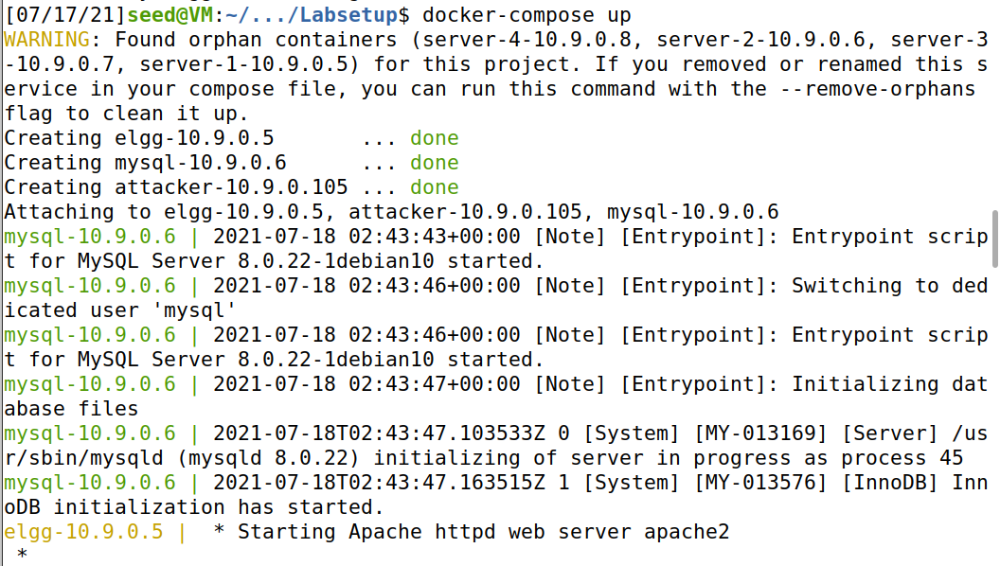 [07/17/21]seed@VM:~/.../Labsetup$ docker-compose up
WARNING: Found orphan containers (server-4-10.9.0.8, server-2-10.9.0.6, server-3
-10.9.0.7, server-1-10.9.0.5) for this project. If you removed or renamed this s
ervice in your compose file, you can run this command with the --remove-orphans
flag to clean it up.
Creating elgg-10.9.0.5       ... done
Creating mysql-10.9.0.6      ... done
Creating attacker-10.9.0.105 ... done
Attaching to elgg-10.9.0.5, attacker-10.9.0.105, mysql-10.9.0.6
mysql-10.9.0.6 | 2021-07-18 02:43:43+00:00 [Note] [Entrypoint]: Entrypoint scrip
t for MySQL Server 8.0.22-1debian10 started.
mysql-10.9.0.6 | 2021-07-18 02:43:46+00:00 [Note] [Entrypoint]: Switching to ded
icated user 'mysql'
mysql-10.9.0.6 | 2021-07-18 02:43:46+00:00 [Note] [Entrypoint]: Entrypoint scrip
t for MySQL Server 8.0.22-1debian10 started.
mysql-10.9.0.6 | 2021-07-18 02:43:47+00:00 [Note] [Entrypoint]: Initializing dat
abase files
mysql-10.9.0.6 | 2021-07-18T02:43:47.103533Z 0 [System] [MY-013169] [Server] /us
r/sbin/mysqld (mysqld 8.0.22) initializing of server in progress as process 45
mysql-10.9.0.6 | 2021-07-18T02:43:47.163515Z 1 [System] [MY-013576] [InnoDB] Inn
oDB initialization has started.
elgg-10.9.0.5 |  * Starting Apache httpd web server apache2
 *